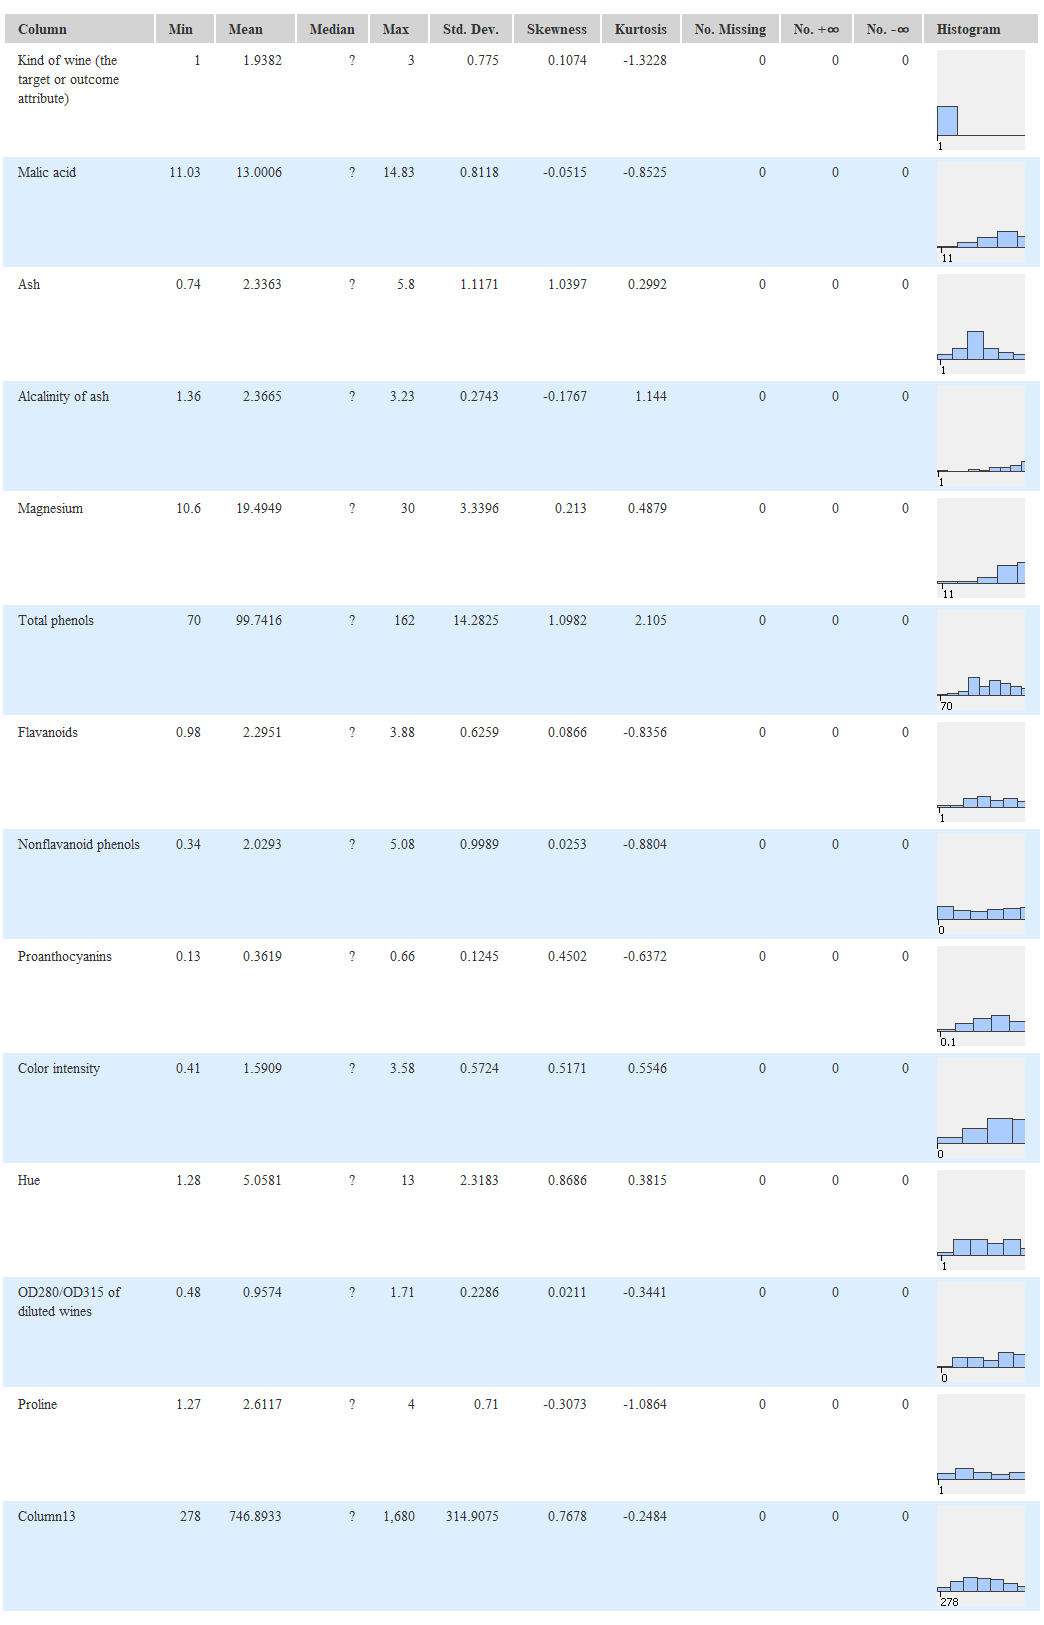 Column Min Mean Median Max Std. Dev. Skewness Kurtosis No. Missing No. +∞ No. -∞ Histogram
Kind of wine (the 1 1.9382 ? 3 0.775 0.1074 -1.3228 0 0 0
target or outcome
attribute)
1
Malic acid 11.03 13.0006 ? 14.83 0.8118 -0.0515 -0.8525 0 0 0
11
Ash 0.74 2.3363 ? 5.8 1.1171 1.0397 0.2992 0 0 0
1
Alcalinity of ash 1.36 2.3665 ? 3.23 0.2743 -0.1767 1.144 0 0 0
1
Magnesium 10.6 19.4949 ? 30 3.3396 0.213 0.4879 0 0 0
11
Total phenols 70 99.7416 ? 162 14.2825 1.0982 2.105 0 0 0
70
Flavanoids 0.98 2.2951 ? 3.88 0.6259 0.0866 -0.8356 0 0 0
1
Nonflavanoid phenols 0.34 2.0293 ? 5.08 0.9989 0.0253 -0.8804 0 0 0
0
Proanthocyanins 0.13 0.3619 ? 0.66 0.1245 0.4502 -0.6372 0 0 0
0.1
Color intensity 0.41 1.5909 ? 3.58 0.5724 0.5171 0.5546 0 0 0
0
Hue 1.28 5.0581 ? 13 2.3183 0.8686 0.3815 0 0 0
1
OD280/OD315 of 0.48 0.9574 ? 1.71 0.2286 0.0211 -0.3441 0 0 0
diluted wines
0
Proline 1.27 2.6117 ? 4 0.71 -0.3073 -1.0864 0 0 0
1
Column13 278 746.8933 ? 1,680 314.9075 0.7678 -0.2484 0 0 0
278